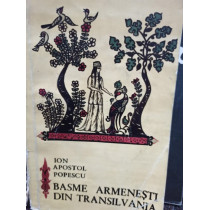 ION
APOSTOL
POPESCU
BASME ARMENEȘTI
DIN TRANSILVANIA